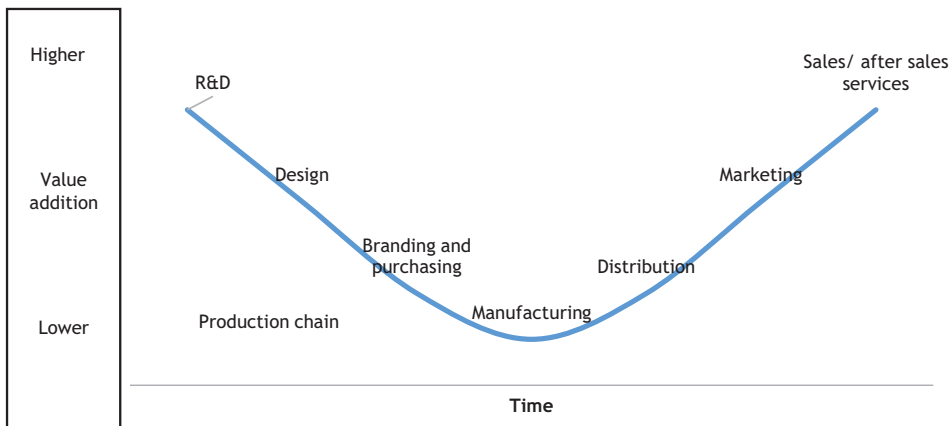 Higher
R&D
Sales/ after sales
services
Value
addition
Design
Marketing
Branding and
purchasing
Distribution
Lower
Production chain
Manufacturing
Time